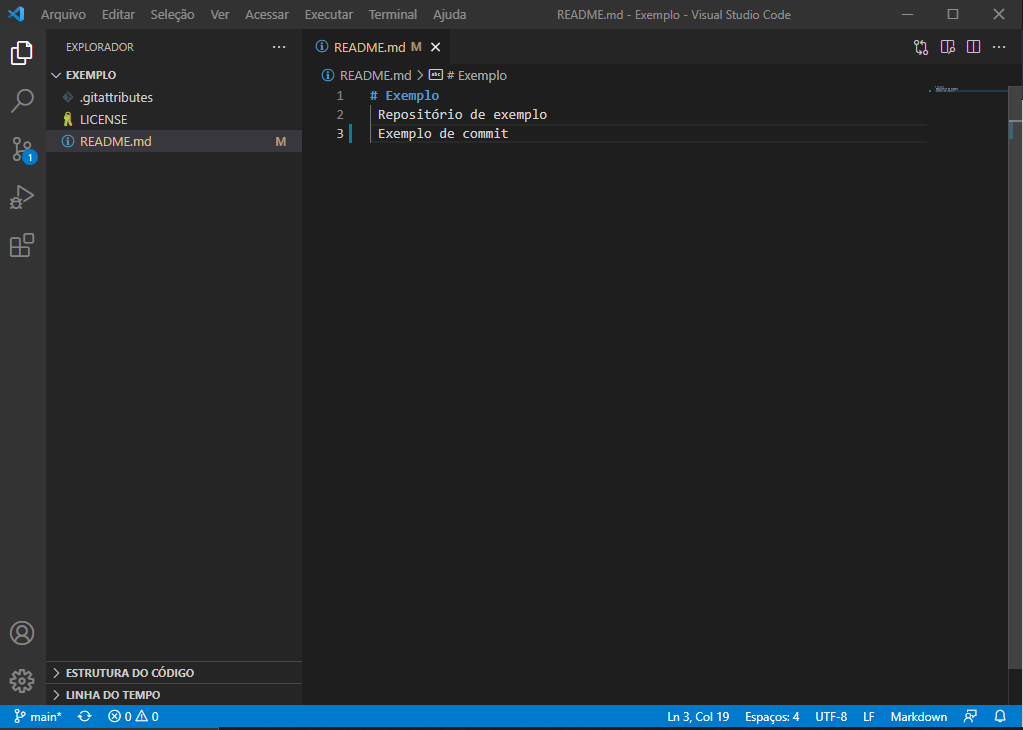 Arquivo Editar Seleção Ver Acessar Executar Terminal Ajuda README.md - Exemplo - Visual Studio Code
EXPLORADOR
EXEMPLO
.gitattributes
LICENSE
README.md M
1
README.md M
README.md > # Exemplo
1 # Exemplo
2 Repositório de exemplo
3 Exemplo de commit
ESTRUTURA DO CÓDIGO
LINHA DO TEMPO
main* 0 0 Ln 3, Col 19 Espaços: 4 UTF-8 LF Markdown